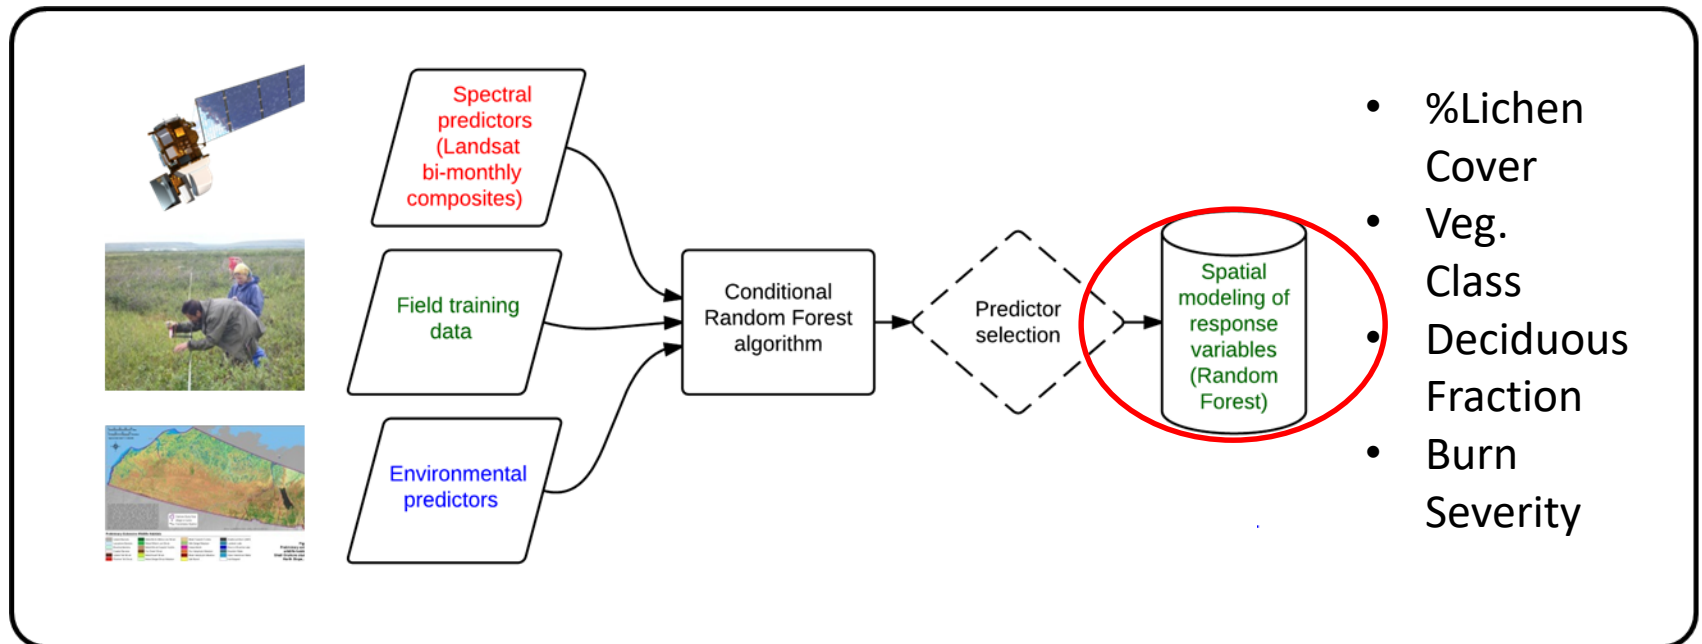 Spectral
predictors
(Landsat
bi-monthly
composites)
Field training
data
Environmental
predictors
Conditional
Random Forest
algorithm
Predictor
selection
Spatial
modeling of
response
variables
(Random
Forest)
• %Lichen
Cover
• Veg.
Class
• Deciduous
Fraction
• Burn
Severity